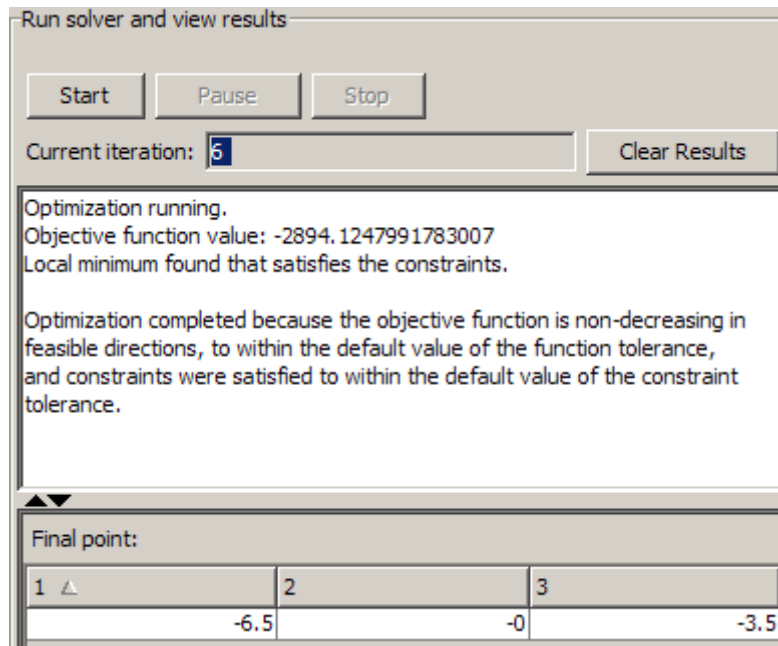 Run solver and view results
Start Pause Stop
Current iteration: 6 Clear Results
Optimization running.
Objective function value: -2894.1247991783007
Local minimum found that satisfies the constraints.
Optimization completed because the objective function is non-decreasing in
feasible directions, to within the default value of the function tolerance,
and constraints were satisfied to within the default value of the constraint
tolerance.
Final point:
1 2 3
-6.5 -0 -3.5